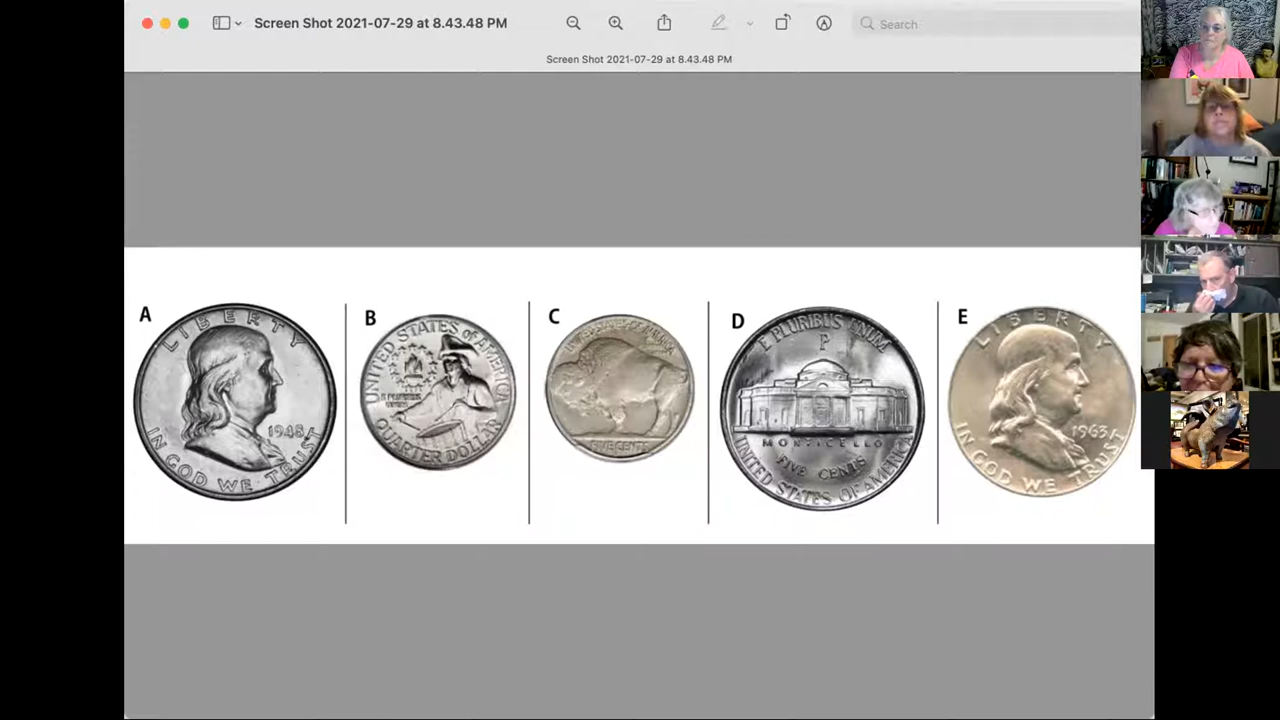 Screen Shot 2021-07-29 at 8.43.48 PM
Search
Screen Shot 2021-07-29 at 8.43.48 PM
A
LIBERTY
1948
IN GOD WE TRUST
B
UNITED STATES of AMERICA
E PLURIBUS
UNUM
QUARTER DOLLAR
C
FIVE CENTS
D
E PLURIBUS UNUM
P
MONTICELLO
FIVE CENTS
UNITED STATES OF AMERICA
E
LIBERTY
1963
IN GOD WE TRUST